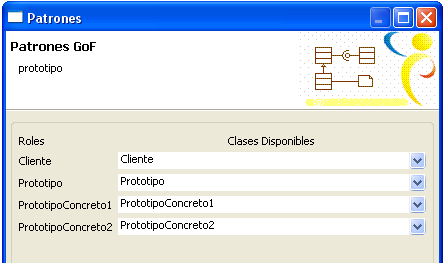 Patrones
Patrones GoF
prototipo
Roles Clases Disponibles
Cliente Cliente
Prototipo Prototipo
PrototipoConcreto1 PrototipoConcreto1
PrototipoConcreto2 PrototipoConcreto2